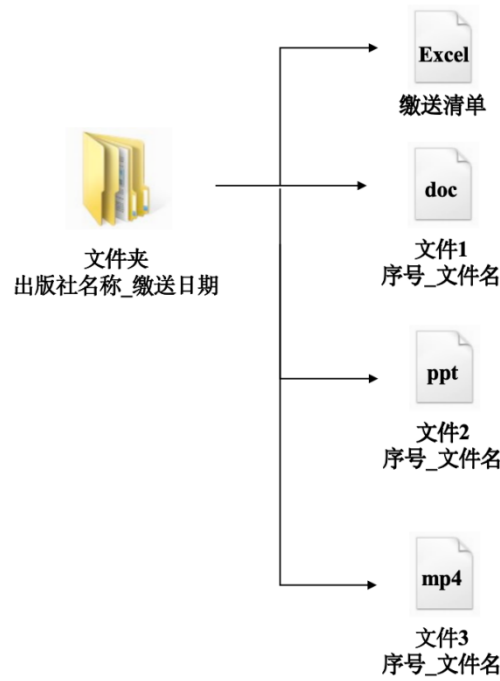 Excel
缴送清单
文件夹
出版社名称_缴送日期
doc
文件1
序号_文件名
ppt
文件2
序号_文件名
mp4
文件3
序号_文件名